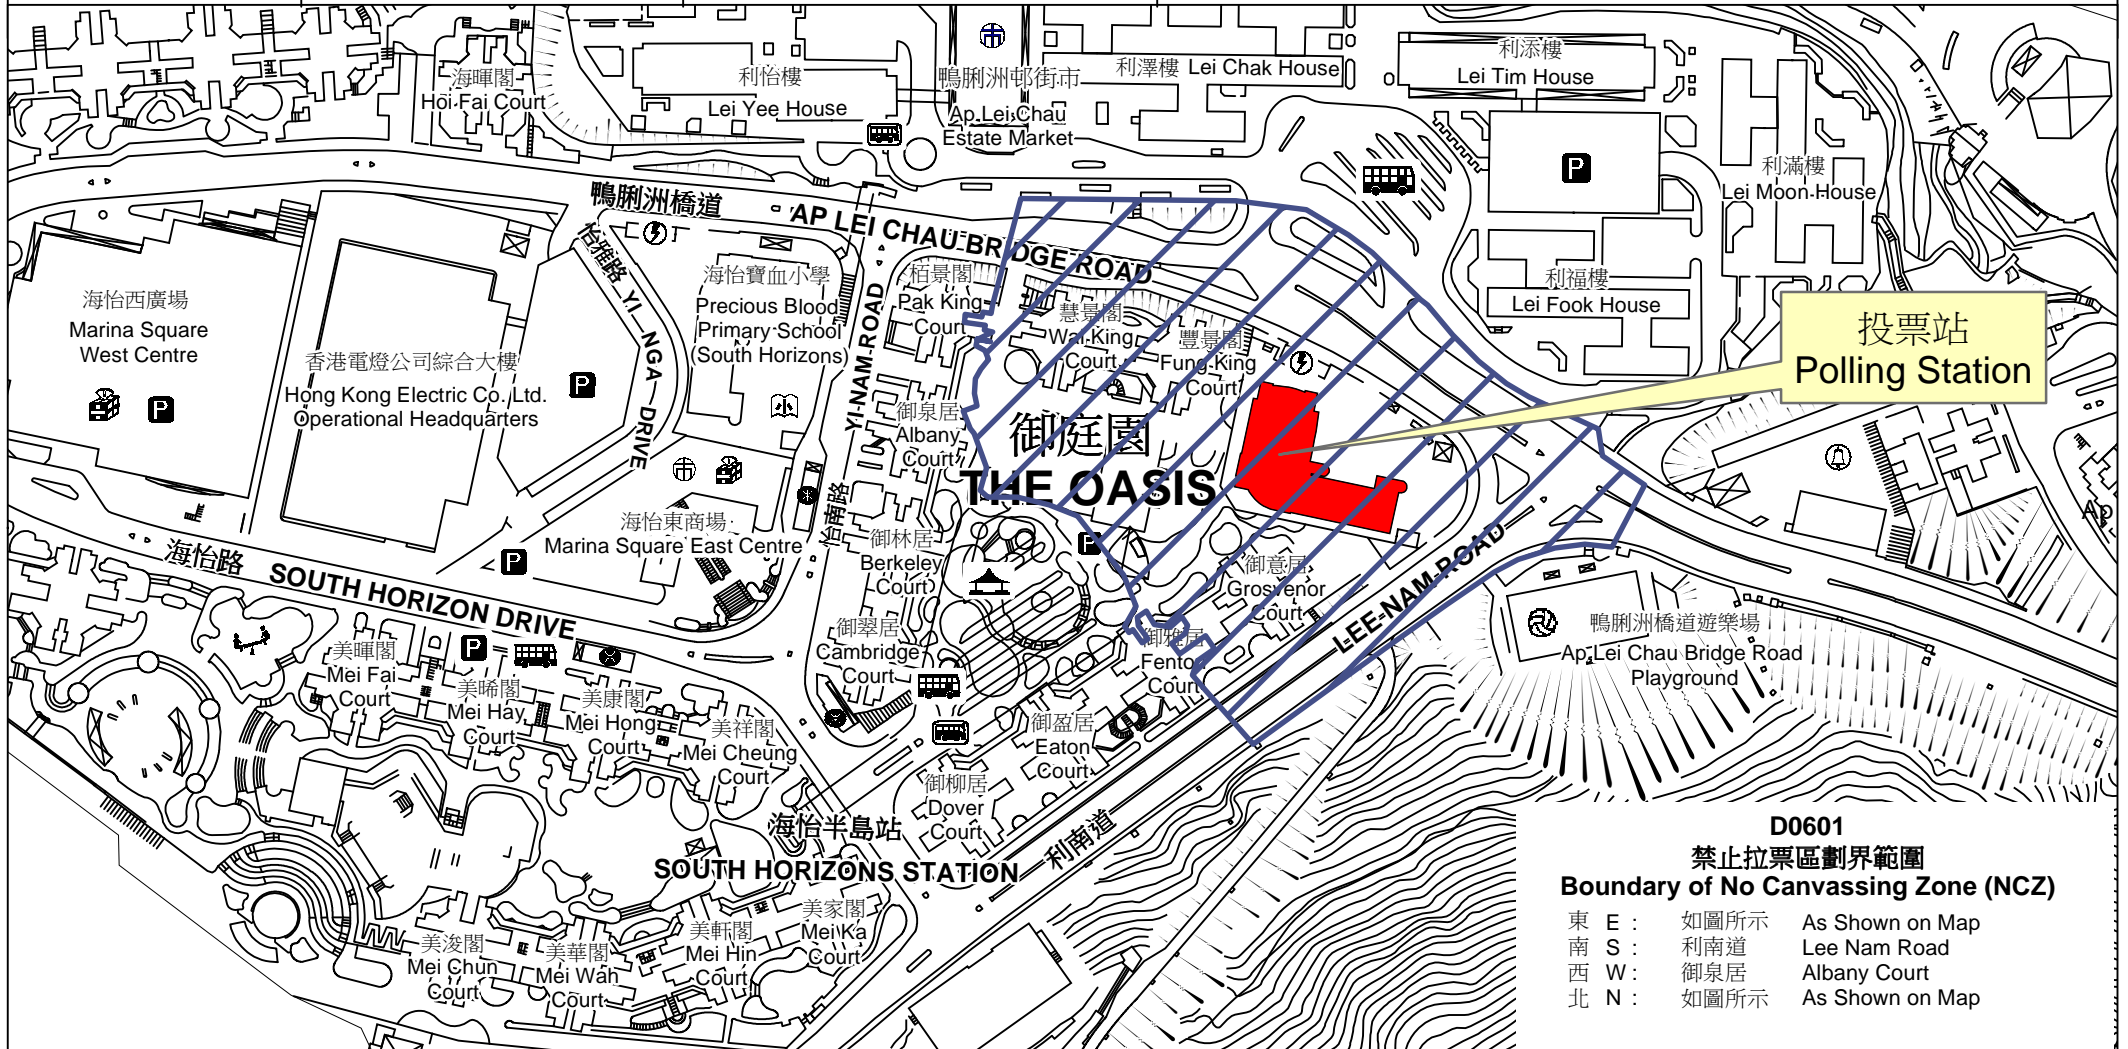 海暉閣
Hoi Fai Court
利怡樓
Lei Yee House
鴨脷洲邨街市
Ap Lei Chau
Estate Market
利澤樓 Lei Chak House
利添樓
Lei Tim House
P
利滿樓
Lei Moon House
利福樓
Lei Fook House
鴨脷洲橋道
AP LEI CHAU BRIDGE ROAD
怡雅路 YI NGA DRIVE
海怡寶血小學
Precious Blood
Primary School
(South Horizons)
海怡西廣場
Marina Square
West Centre
P
香港電燈公司綜合大樓
Hong Kong Electric Co. Ltd.
Operational Headquarters
P
怡南路 YI NAM ROAD
栢景閣
Pak King
Court
慧景閣
Wai King
Court
豐景閣
Fung King
Court
投票站
Polling Station
御泉居
Albany
Court
御庭園
THE OASIS
海怡東商場
Marina Square East Centre
P
御林居
Berkeley
Court
P
御意居
Grosvenor
Court
Ap
海怡路 SOUTH HORIZON DRIVE
P
御翠居
Cambridge
Court
御雅居
Fenton
Court
利南道 LEE NAM ROAD
鴨脷洲橋道遊樂場
Ap Lei Chau Bridge Road
Playground
美暉閣
Mei Fai
Court
美晞閣
Mei Hay
Court
美康閣
Mei Hong
Court
美祥閣
Mei Cheung
Court
御盈居
Eaton
Court
御柳居
Dover
Court
海怡半島站
SOUTH HORIZONS STATION
美浚閣
Mei Chun
Court
美華閣
Mei Wah
Court
美軒閣
Mei Hin
Court
美家閣
Mei Ka
Court
D0601
禁止拉票區劃界範圍
Boundary of No Canvassing Zone (NCZ)
東 E : 如圖所示 As Shown on Map
南 S : 利南道 Lee Nam Road
西 W : 御泉居 Albany Court
北 N : 如圖所示 As Shown on Map